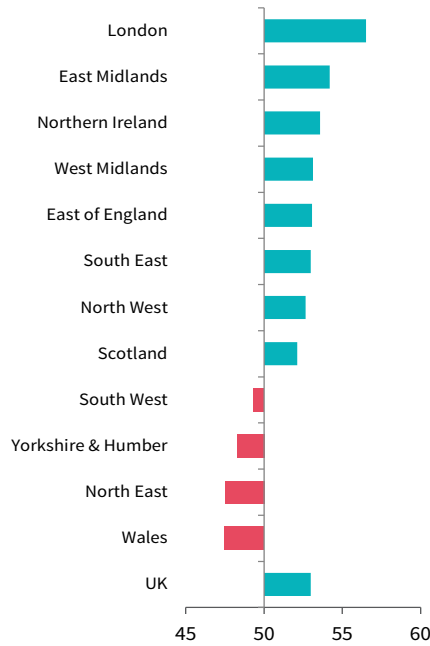 London
East Midlands
Northern Ireland
West Midlands
East of England
South East
North West
Scotland
South West
Yorkshire & Humber
North East
Wales
UK
45 50 55 60